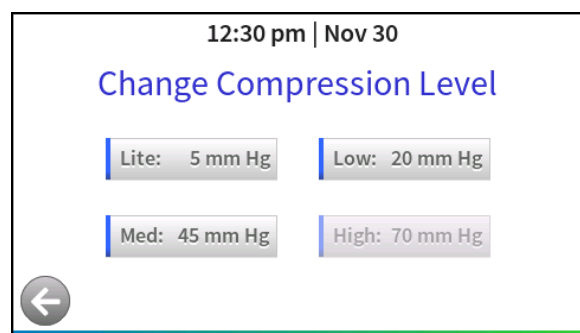 12:30 pm | Nov 30
Change Compression Level
Lite: 5 mm Hg
Low: 20 mm Hg
Med: 45 mm Hg
High: 70 mm Hg